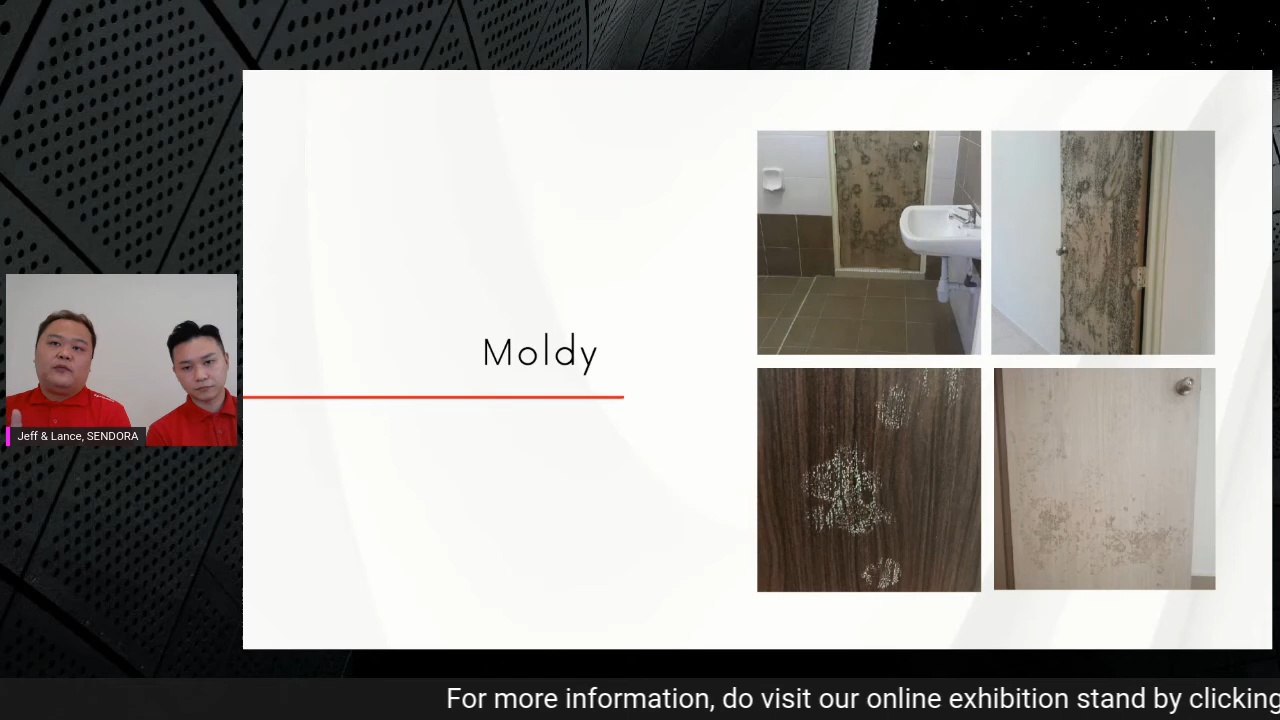 Moldy
Jeff & Lance, SENDORA
For more information, do visit our online exhibition stand by clicking